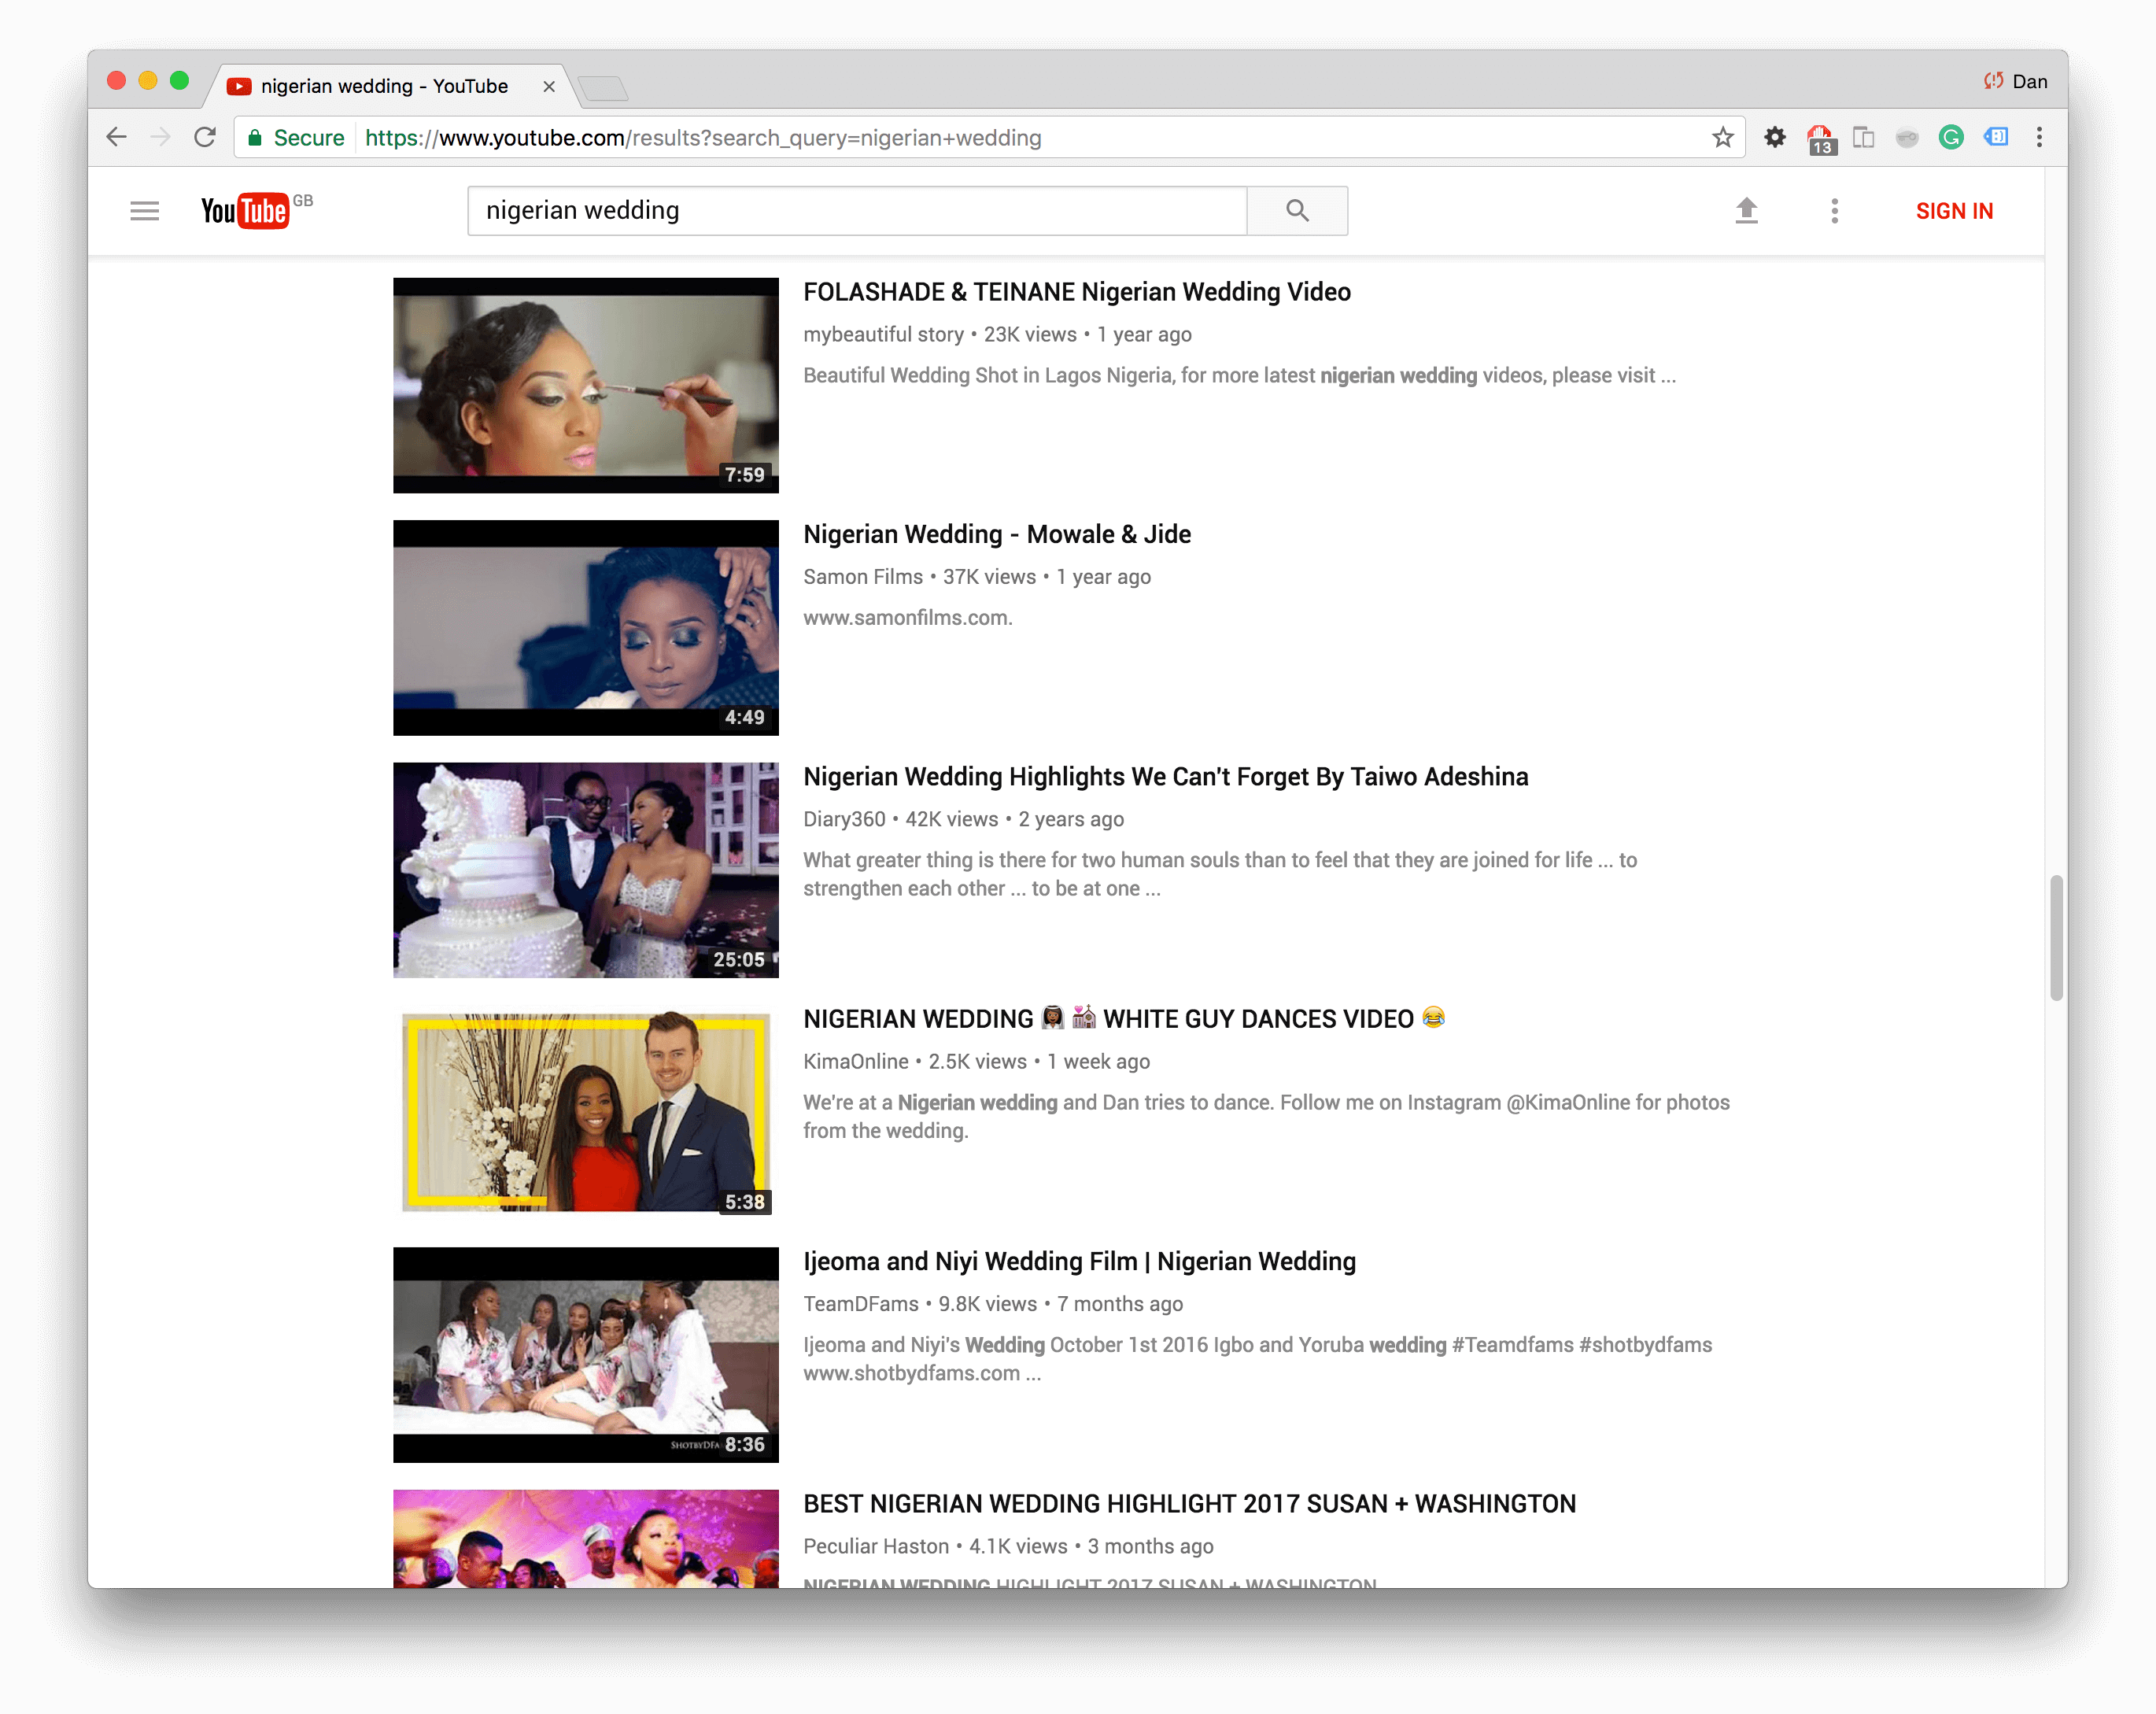 nigerian wedding - YouTube
Dan
Secure https://www.youtube.com/results?search_query=nigerian+wedding
13
YouTube GB
nigerian wedding
SIGN IN
FOLASHADE & TEINANE Nigerian Wedding Video
mybeautiful story • 23K views • 1 year ago
Beautiful Wedding Shot in Lagos Nigeria, for more latest nigerian wedding videos, please visit ...
7:59
Nigerian Wedding - Mowale & Jide
Samon Films • 37K views • 1 year ago
www.samonfilms.com.
4:49
Nigerian Wedding Highlights We Can't Forget By Taiwo Adeshina
Diary360 • 42K views • 2 years ago
What greater thing is there for two human souls than to feel that they are joined for life ... to
strengthen each other ... to be at one ...
25:05
NIGERIAN WEDDING 👰🏾 💒 WHITE GUY DANCES VIDEO 😂
KimaOnline • 2.5K views • 1 week ago
We're at a Nigerian wedding and Dan tries to dance. Follow me on Instagram @KimaOnline for photos
from the wedding.
5:38
Ijeoma and Niyi Wedding Film | Nigerian Wedding
TeamDFams • 9.8K views • 7 months ago
Ijeoma and Niyi's Wedding October 1st 2016 Igbo and Yoruba wedding #Teamdfams #shotbydfams
www.shotbydfams.com ...
SHOTBYDFA
8:36
BEST NIGERIAN WEDDING HIGHLIGHT 2017 SUSAN + WASHINGTON
Peculiar Haston • 4.1K views • 3 months ago
NIGERIAN WEDDING HIGHLIGHT 2017 SUSAN + WASHINGTON